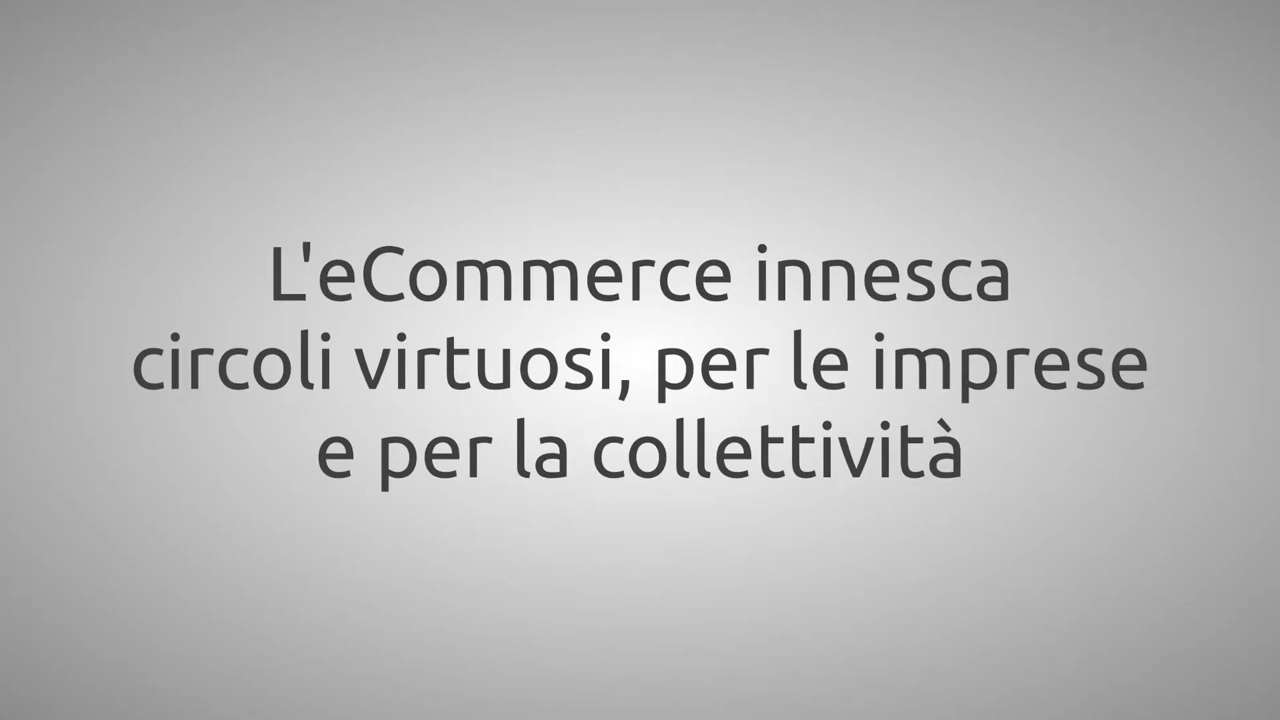 L'eCommerce innesca
circoli virtuosi, per le imprese
e per la collettività